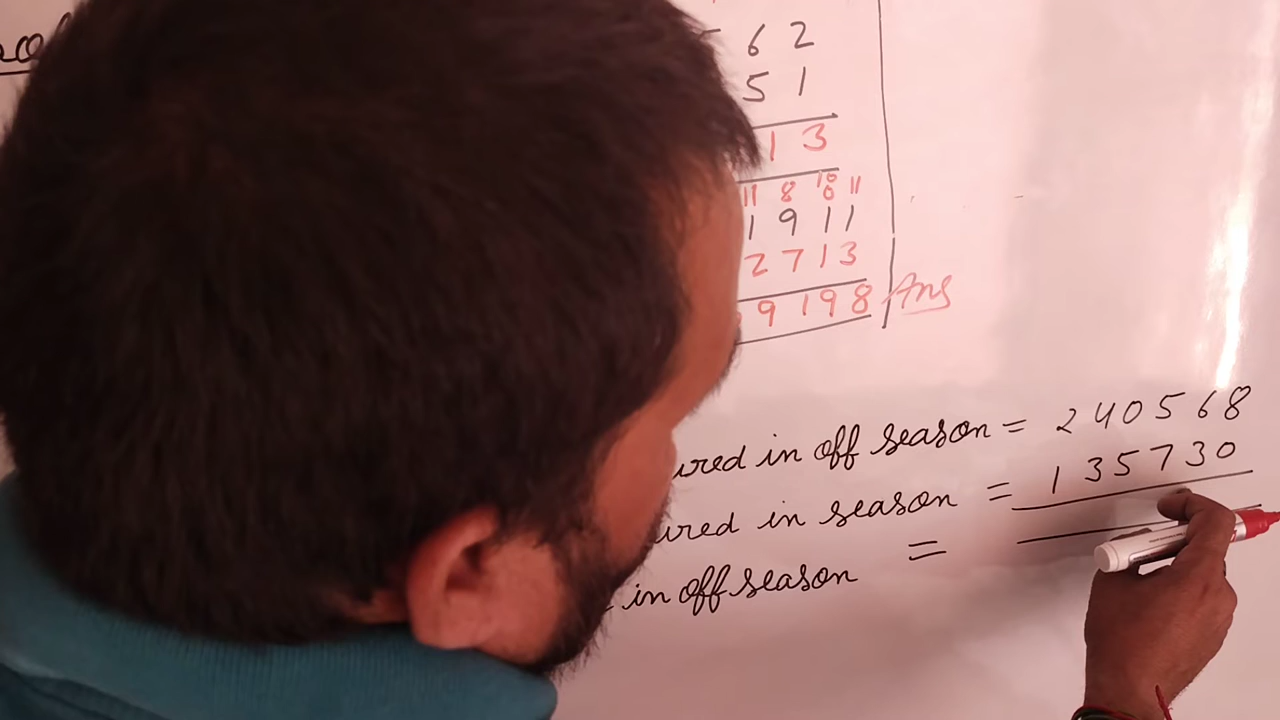 6 2
5 1
1 3
11 8 10 11
1 9 1 1
2 7 1 3
9 1 9 8 Ans
in off season = 2 4 0 5 6 8
in season = 1 3 5 7 3 0
in off season =